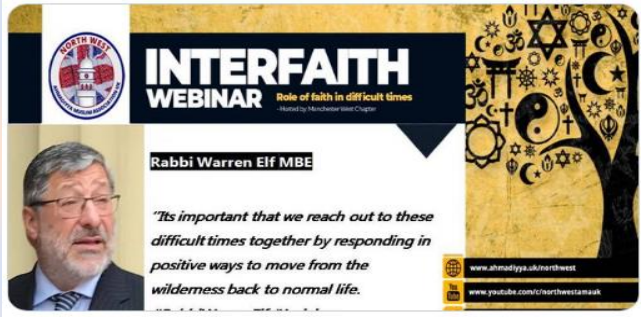 NORTH WEST
INTERFAITH
WEBINAR
Role of faith in difficult times
-Hosted by Manchester West Chapter
Rabbi Warren Elf MBE
"Its important that we reach out to these
difficult times together by responding in
positive ways to move from the
wilderness back to normal life.
www.ahmadiyya.uk/northwest
You
Tube
www.youtube.com/c/northwestamauk